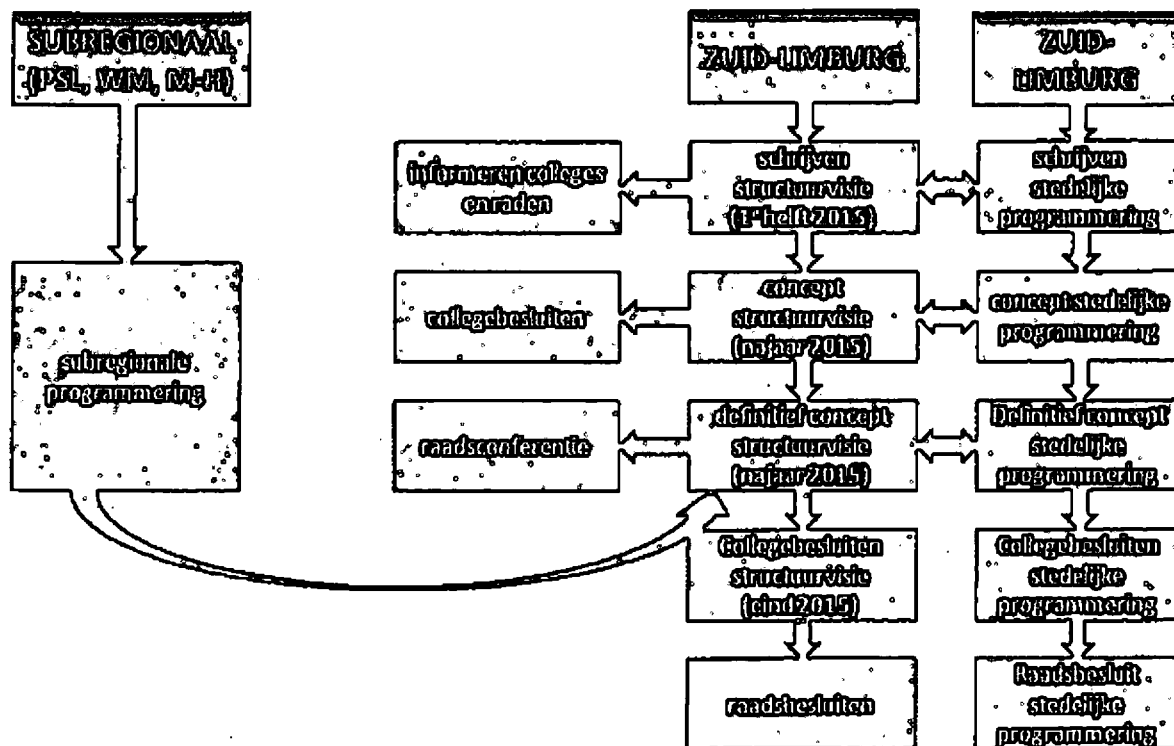 SUBREGIONAAL
(PSL, WM, M-H)
ZUID-LIMBURG
ZUID-
LIMBURG
informeren colleges
en raden
schrijven
structuurvisie
(1e helft 2015)
schrijven
stedelijke
programmering
subregionale
programmering
collegebesluiten
concept
structuurvisie
(najaar 2015)
concept stedelijke
programmering
raadsconferentie
definitief concept
structuurvisie
(najaar 2015)
Definitief concept
stedelijke
programmering
Collegebesluiten
structuurvisie
(eind 2015)
Collegebesluiten
stedelijke
programmering
raadsbesluiten
Raadsbesluit
stedelijke
programmering